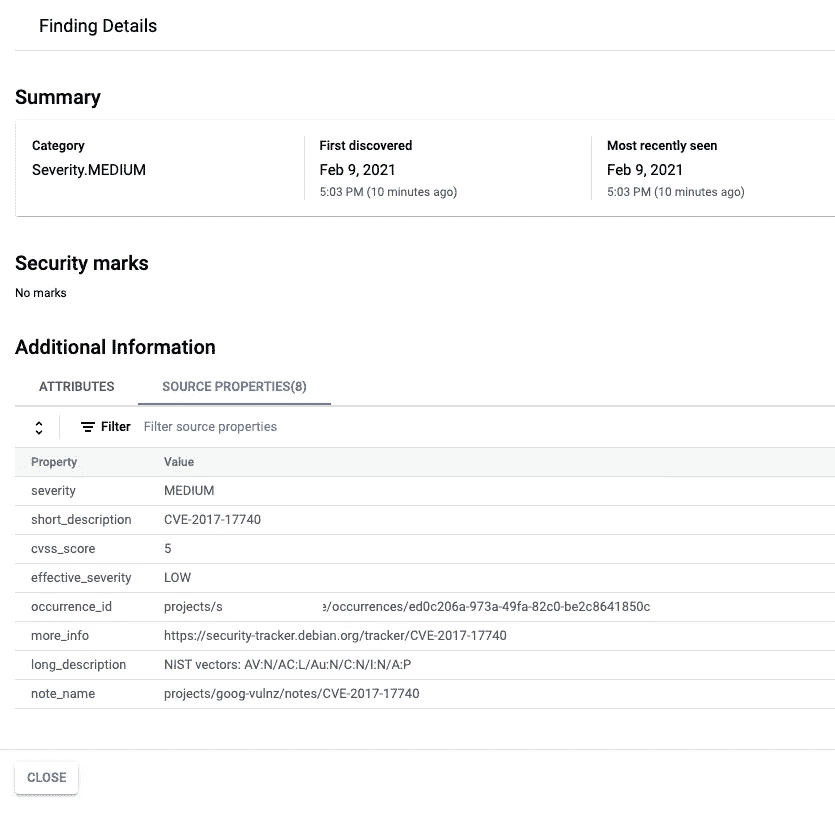 Finding Details
Summary
Category First discovered Most recently seen
Severity.MEDIUM Feb 9, 2021 Feb 9, 2021
5:03 PM (10 minutes ago) 5:03 PM (10 minutes ago)
Security marks
No marks
Additional Information
ATTRIBUTES SOURCE PROPERTIES(8)
Filter Filter source properties
Property Value
severity MEDIUM
short_description CVE-2017-17740
cvss_score 5
effective_severity LOW
occurrence_id projects/s /occurrences/ed0c206a-973a-49fa-82c0-be2c8641850c
more_info https://security-tracker.debian.org/tracker/CVE-2017-17740
long_description NIST vectors: AV:N/AC:L/Au:N/C:N/I:N/A:P
note_name projects/goog-vulnz/notes/CVE-2017-17740
CLOSE